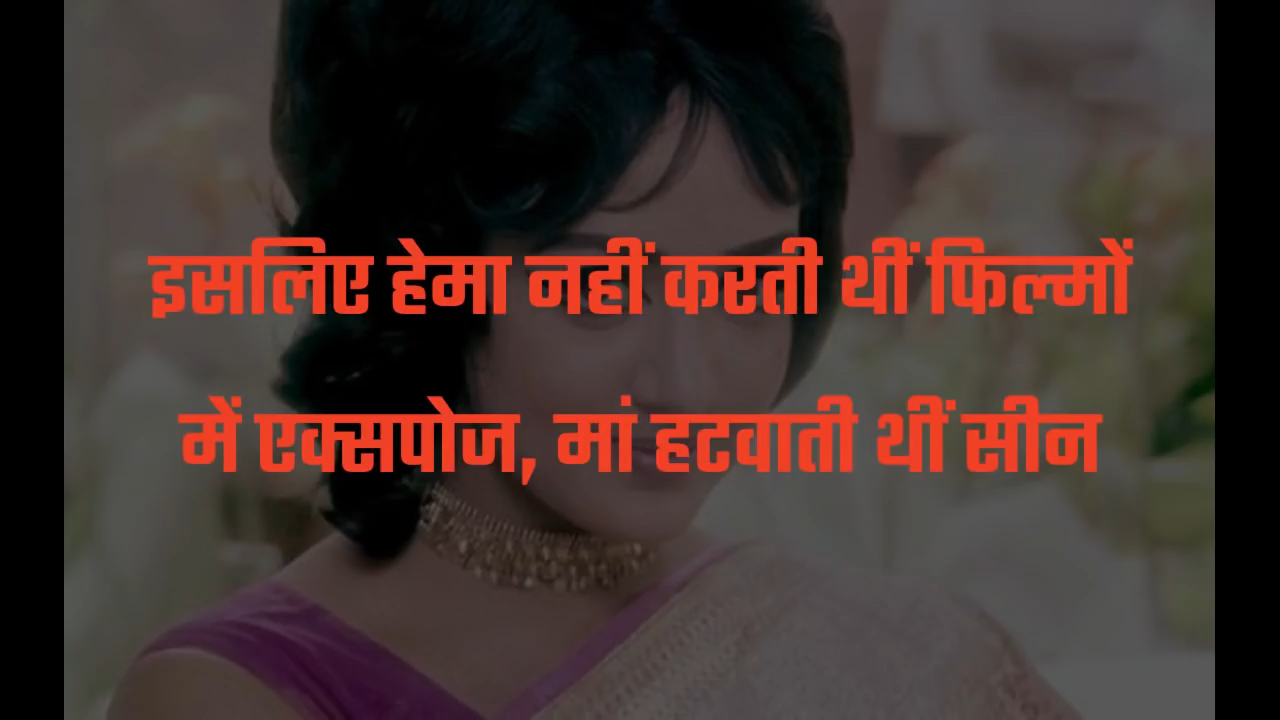 इसलिए हेमा नहीं करती थीं फिल्मों
में एक्सपोज, मां हटवाती थीं सीन